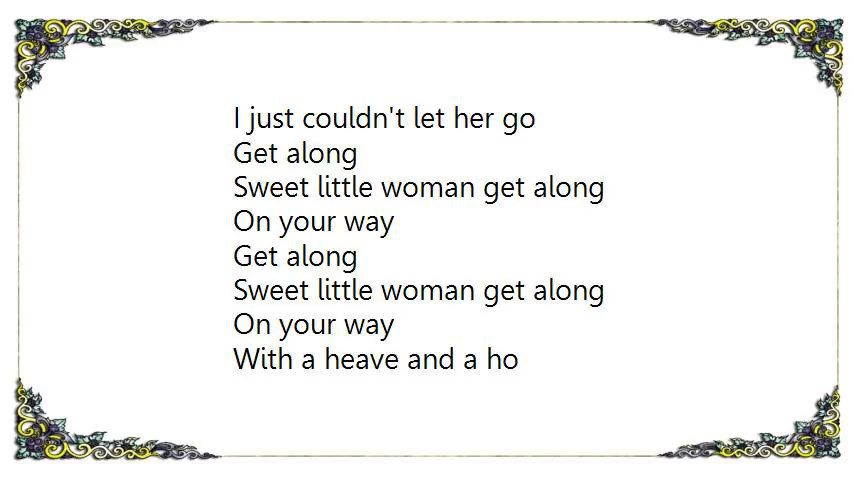 I just couldn't let her go
Get along
Sweet little woman get along
On your way
Get along
Sweet little woman get along
On your way
With a heave and a ho